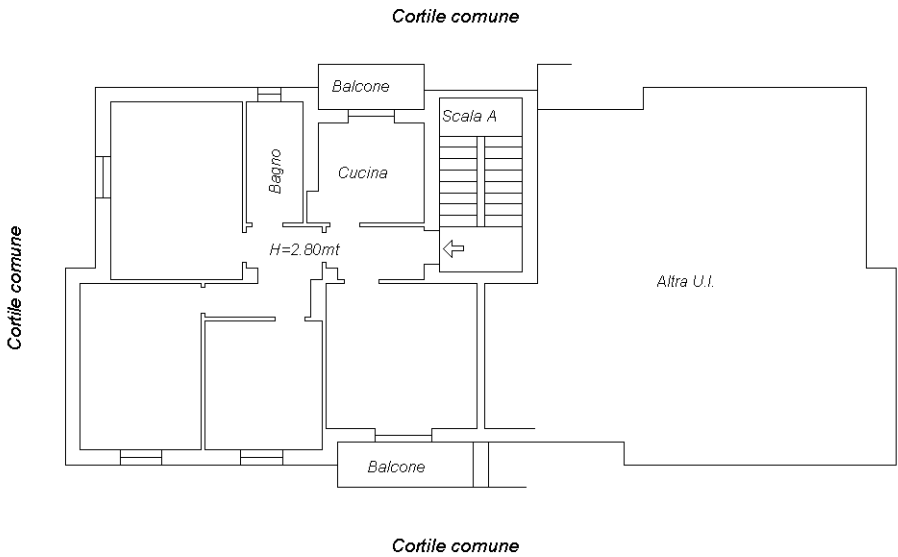 Cortile comune
Balcone
Scala A
Bagno
Cucina
H=2.80mt
Cortile comune
Altra U.I.
Balcone
Cortile comune